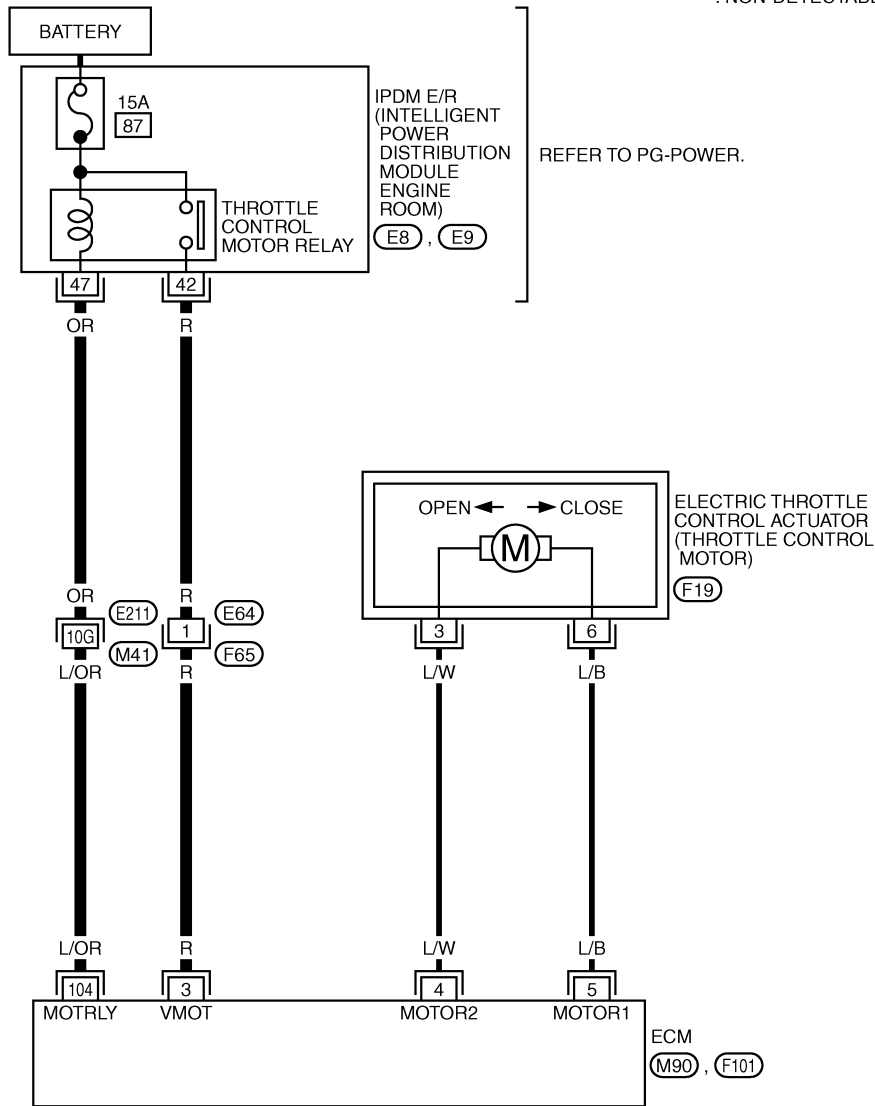 : NON-DETECTABLE
BATTERY
15A
87
IPDM E/R
(INTELLIGENT
POWER
DISTRIBUTION
MODULE
ENGINE
ROOM)
E8 , E9
REFER TO PG-POWER.
THROTTLE
CONTROL
MOTOR RELAY
47 42
OR R
OPEN CLOSE
M
ELECTRIC THROTTLE
CONTROL ACTUATOR
(THROTTLE CONTROL
MOTOR)
F19
OR R
E211 E64
10G 1
M41 F65
L/OR R
3 6
L/W L/B
L/OR R L/W L/B
104 3 4 5
MOTRLY VMOT MOTOR2 MOTOR1
ECM
M90 , F101